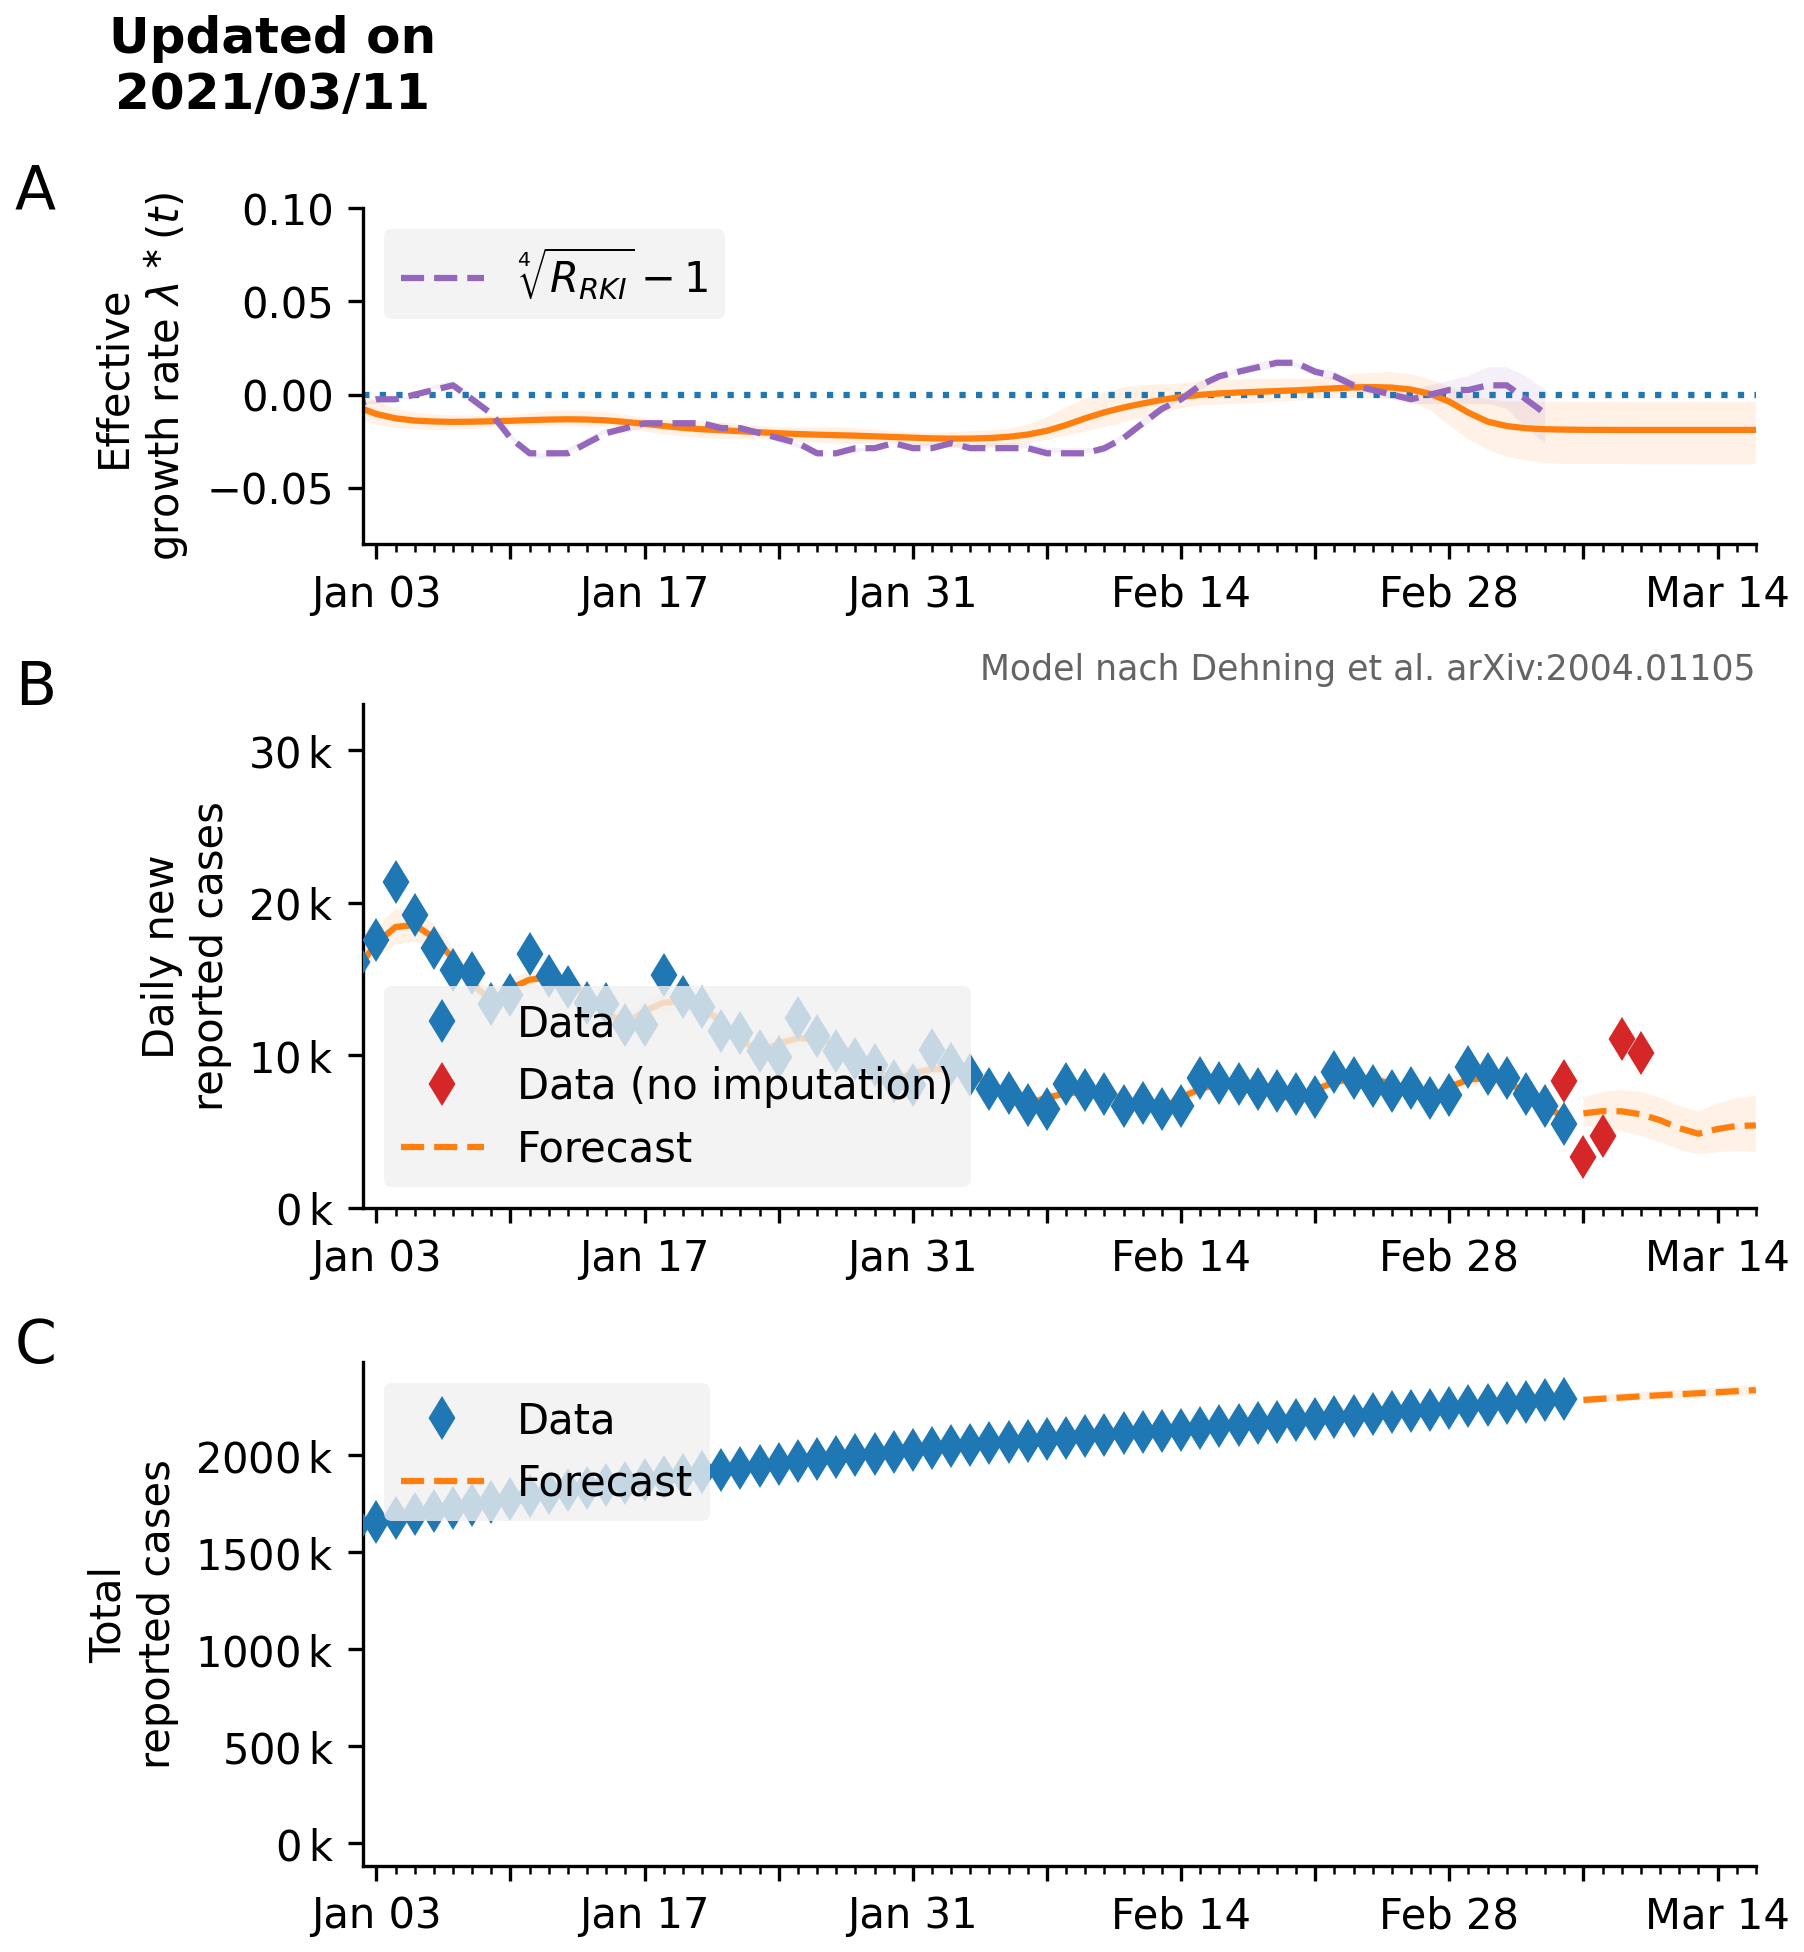 Updated on
2021/03/11
A
Effective
growth rate λ * (t)
0.10
0.05
0.00
−0.05
∜R_RKI − 1
Jan 03 Jan 17 Jan 31 Feb 14 Feb 28 Mar 14
Model nach Dehning et al. arXiv:2004.01105
B
Daily new
reported cases
30 k
20 k
10 k
0 k
Data
Data (no imputation)
Forecast
Jan 03 Jan 17 Jan 31 Feb 14 Feb 28 Mar 14
C
Total
reported cases
2000 k
1500 k
1000 k
500 k
0 k
Data
Forecast
Jan 03 Jan 17 Jan 31 Feb 14 Feb 28 Mar 14